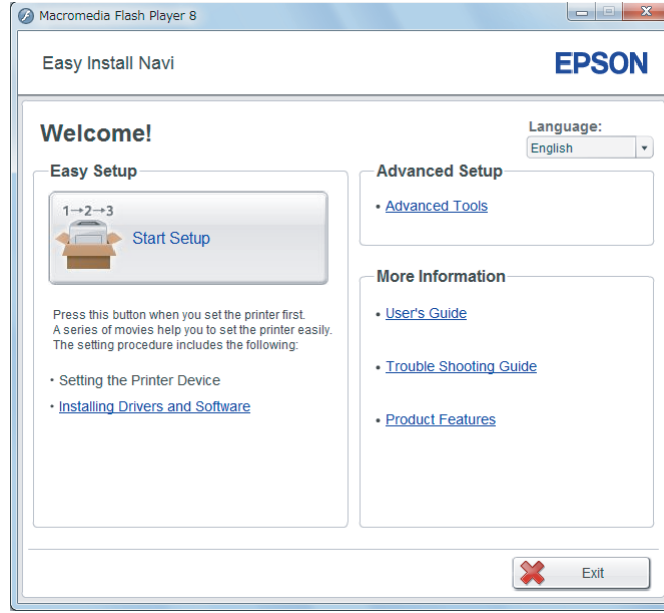 Macromedia Flash Player 8
Easy Install Navi
EPSON
Welcome!
Language:
English
Easy Setup
1→2→3
Start Setup
Press this button when you set the printer first.
A series of movies help you to set the printer easily.
The setting procedure includes the following:
• Setting the Printer Device
• Installing Drivers and Software
Advanced Setup
• Advanced Tools
More Information
• User's Guide
• Trouble Shooting Guide
• Product Features
Exit